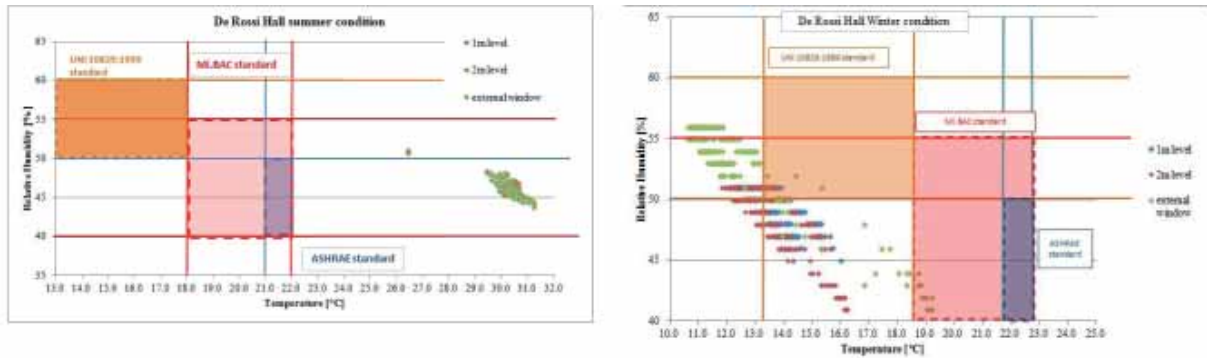 De Rossi Hall summer condition
65
60
55
50
45
40
35
13.0 14.0 15.0 16.0 17.0 18.0 19.0 20.0 21.0 22.0 23.0 24.0 25.0 26.0 27.0 28.0 29.0 30.0 31.0 32.0
Relative Humidity [%]
Temperature [°C]
UNI 10829:1999
standard
MI.BAC standard
ASHRAE standard
1m level
2m level
external window
De Rossi Hall Winter condition
65
60
55
50
45
40
10.0 11.0 12.0 13.0 14.0 15.0 16.0 17.0 18.0 19.0 20.0 21.0 22.0 23.0 24.0 25.0
Relative Humidity [%]
Temperature [°C]
UNI 10829:1999 standard
MI.BAC standard
ASHRAE
standard
1m level
2m level
external
window